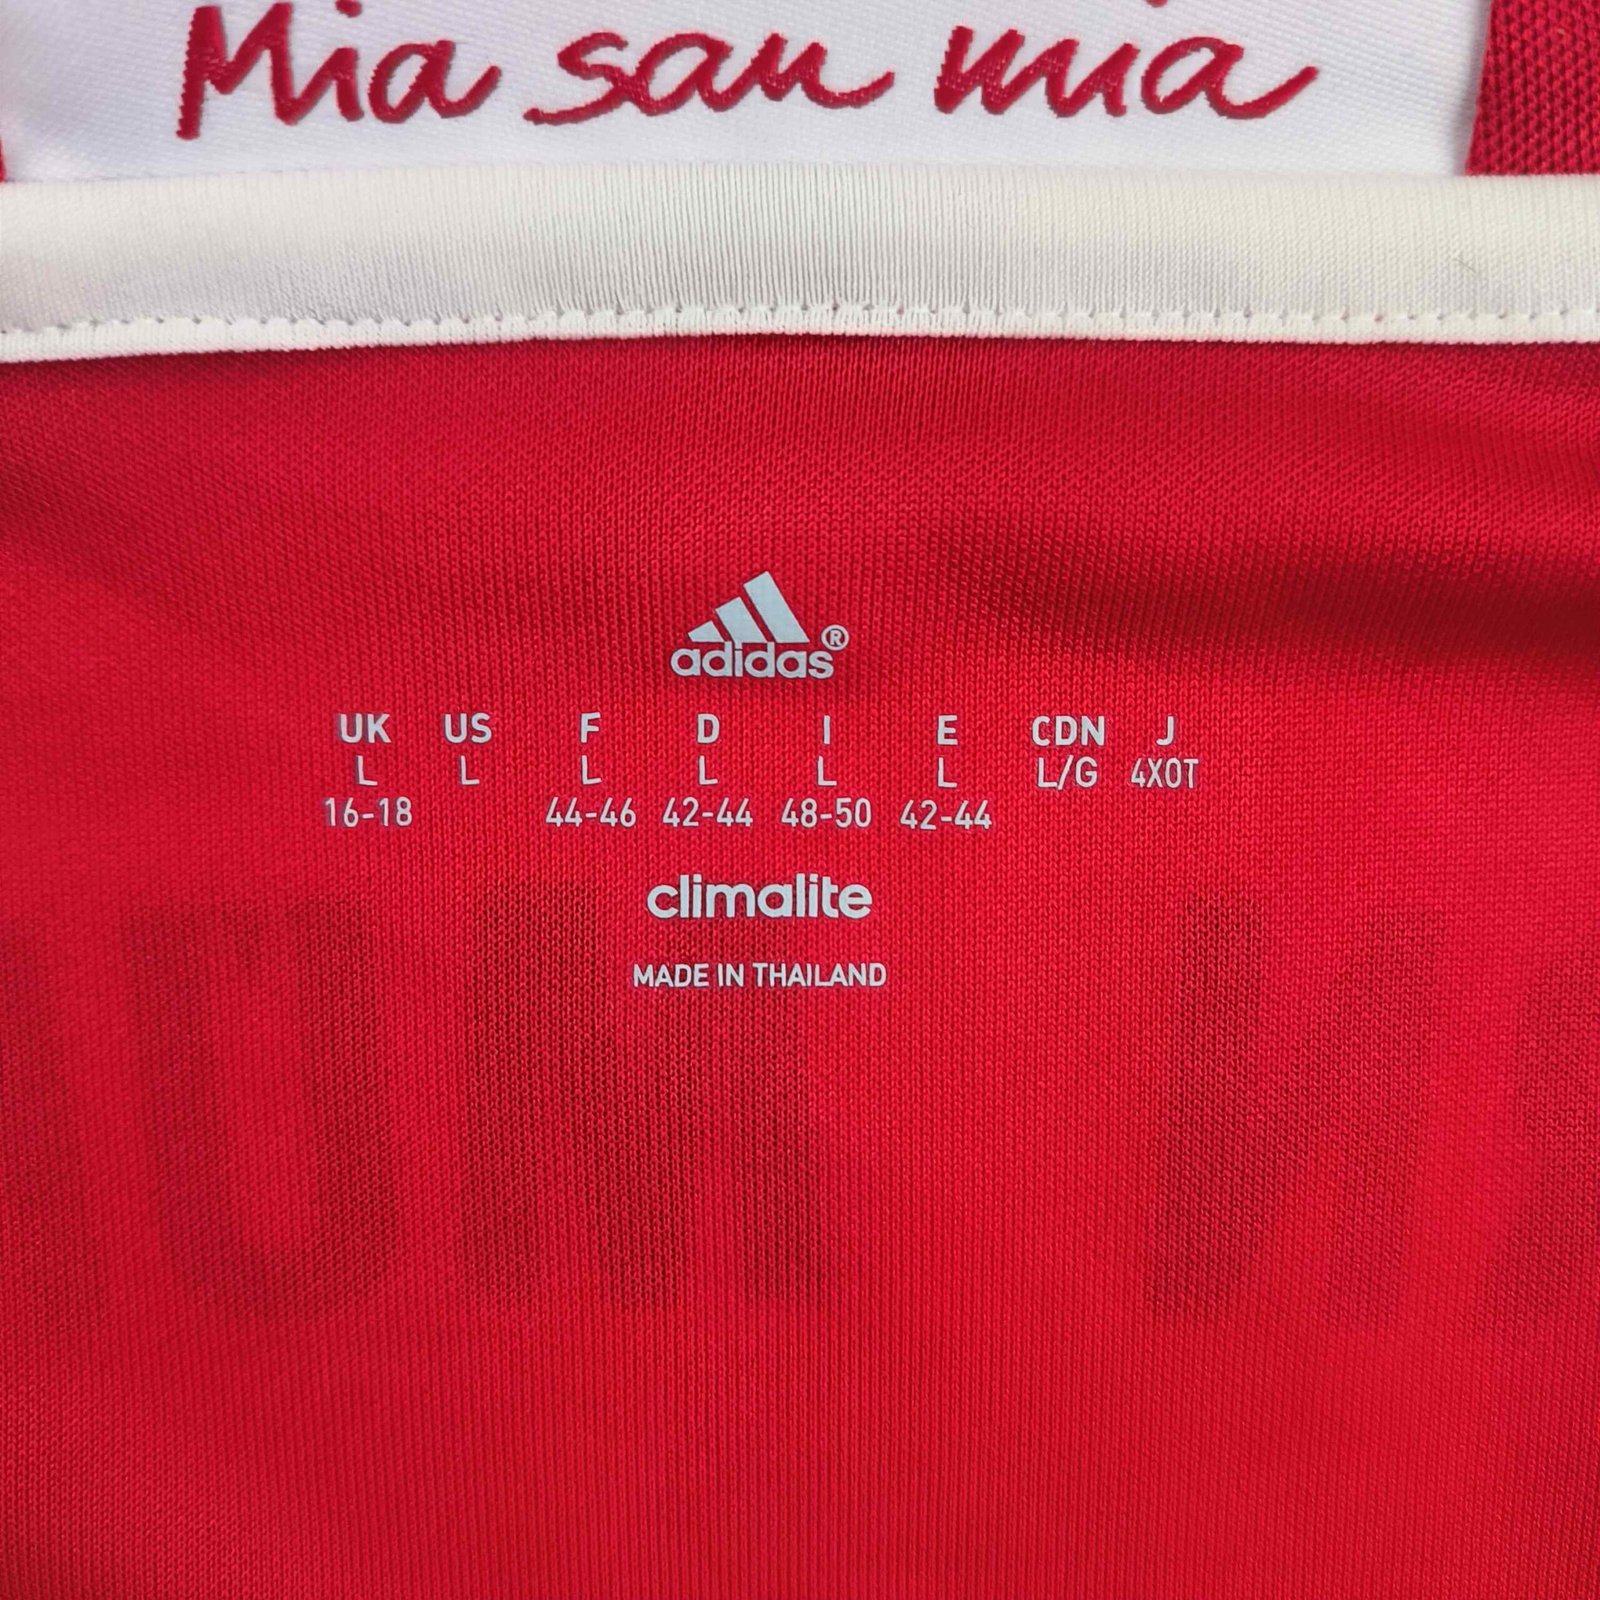 Mia san mia
adidas®
UK US F D I E CDN J
L L L L L L L/G 4XOT
16-18 44-46 42-44 48-50 42-44
climalite
MADE IN THAILAND